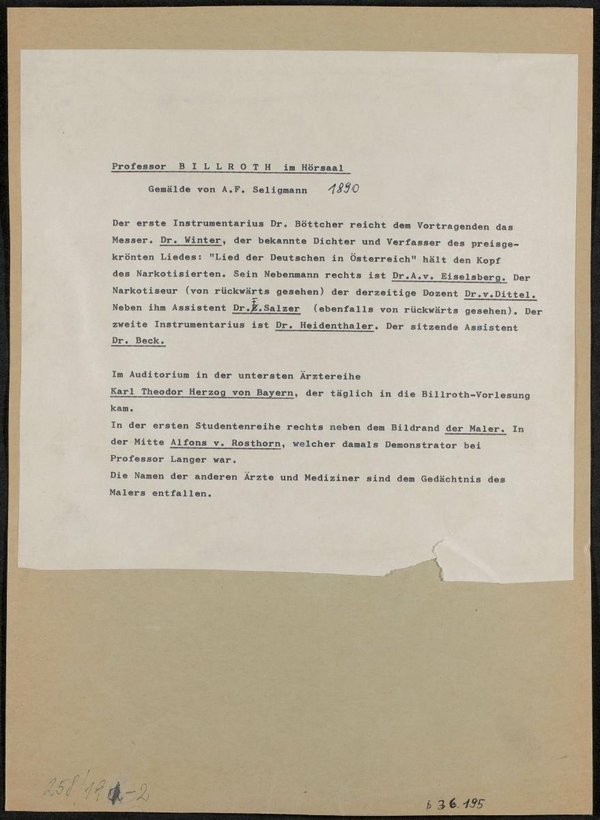 Professor B I L L R O T H im Hörsaal
Gemälde von A.F. Seligmann 1890
Der erste Instrumentarius Dr. Böttcher reicht dem Vortragenden das
Messer. Dr. Winter, der bekannte Dichter und Verfasser des preisge-
krönten Liedes: "Lied der Deutschen in Österreich" hält den Kopf
des Narkotisierten. Sein Nebenmann rechts ist Dr.A.v. Eiselsberg. Der
Narkotiseur (von rückwärts gesehen) der derzeitige Dozent Dr.v.Dittel.
Neben ihm Assistent Dr. .Salzer (ebenfalls von rückwärts gesehen). Der
zweite Instrumentarius ist Dr. Heidenthaler. Der sitzende Assistent
Dr. Beck.
Im Auditorium in der untersten Ärztereihe
Karl Theodor Herzog von Bayern, der täglich in die Billroth-Vorlesung
kam.
In der ersten Studentenreihe rechts neben dem Bildrand der Maler. In
der Mitte Alfons v. Rosthorn, welcher damals Demonstrator bei
Professor Langer war.
Die Namen der anderen Ärzte und Mediziner sind dem Gedächtnis des
Malers entfallen.
36.195